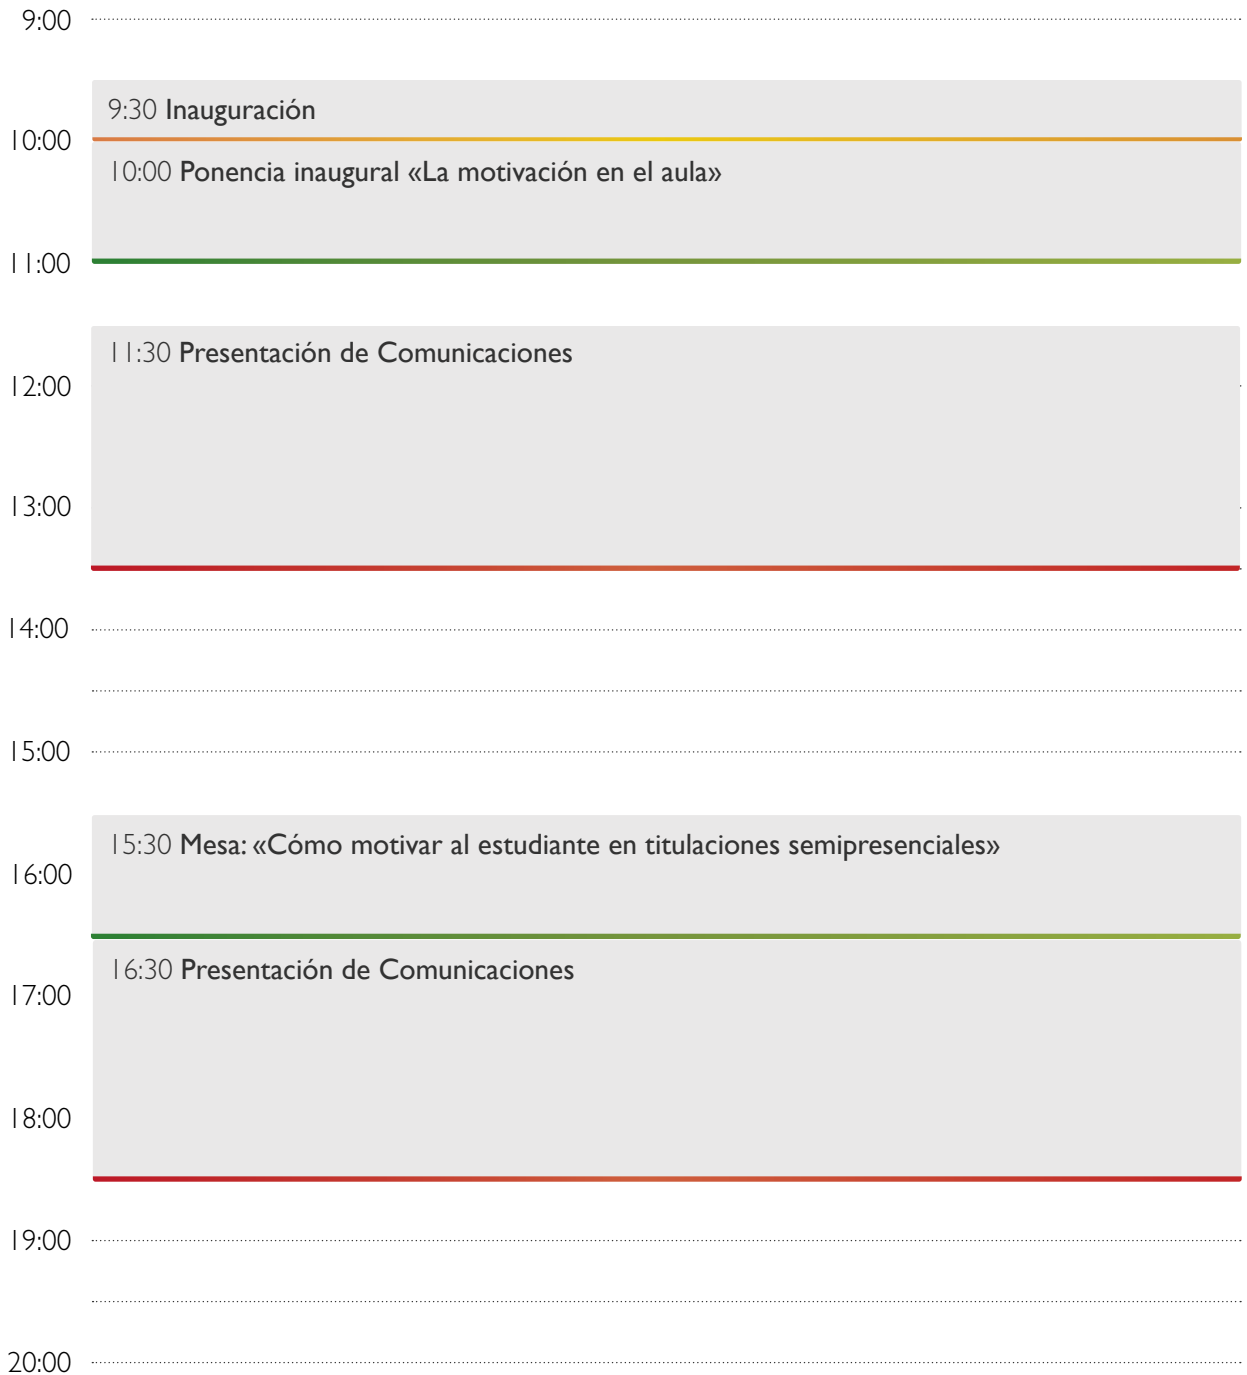 9:00
9:30 Inauguración
10:00
10:00 Ponencia inaugural «La motivación en el aula»
11:00
11:30 Presentación de Comunicaciones
12:00
13:00
14:00
15:00
15:30 Mesa: «Cómo motivar al estudiante en titulaciones semipresenciales»
16:00
16:30 Presentación de Comunicaciones
17:00
18:00
19:00
20:00